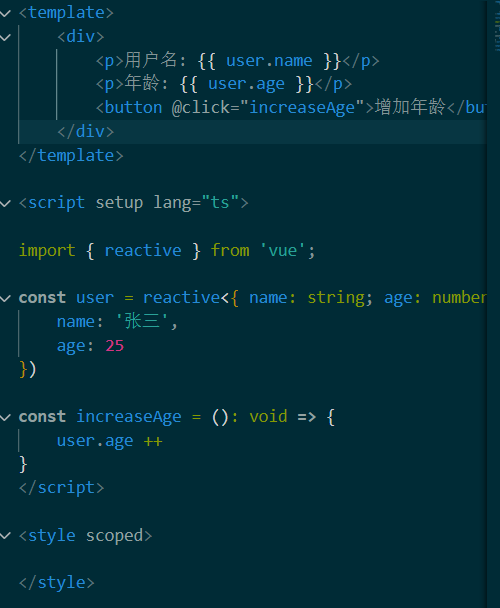 <template>
<div>
<p>用户名: {{ user.name }}</p>
<p>年龄: {{ user.age }}</p>
<button @click="increaseAge">增加年龄</
</div>
</template>
<script setup lang="ts">
import { reactive } from 'vue';
const user = reactive<{ name: string; age: number
name: '张三',
age: 25
})
const increaseAge = (): void => {
user.age ++
}
</script>
<style scoped>
</style>